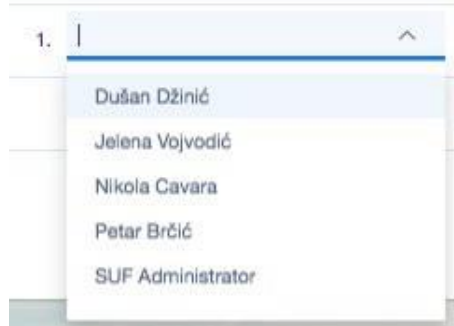 1.
Dušan Džinić
Jelena Vojvodić
Nikola Cavara
Petar Brčić
SUF Administrator